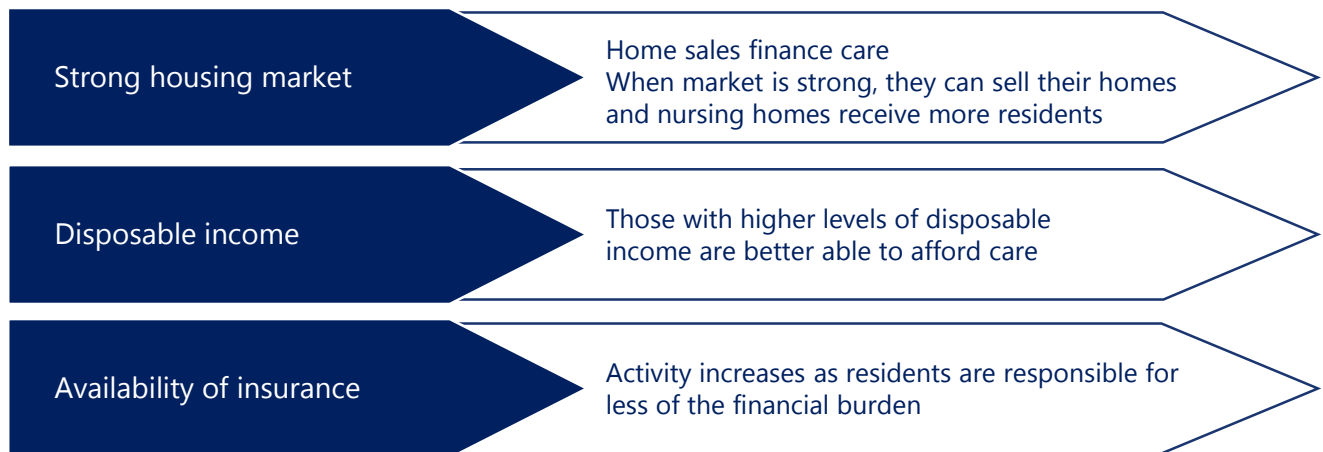 Strong housing market
Home sales finance care
When market is strong, they can sell their homes
and nursing homes receive more residents
Disposable income
Those with higher levels of disposable
income are better able to afford care
Availability of insurance
Activity increases as residents are responsible for
less of the financial burden